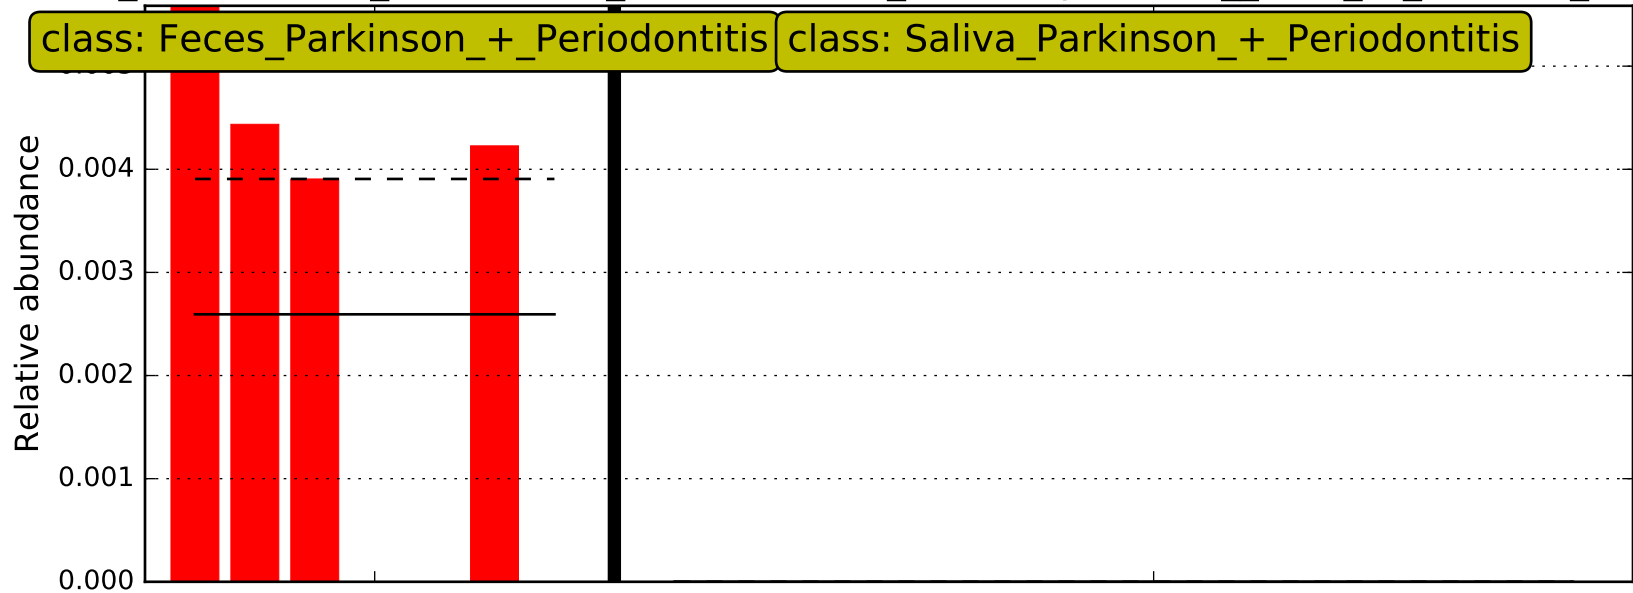 class: Feces_Parkinson_+_Periodontitis
class: Saliva_Parkinson_+_Periodontitis
Relative abundance
0.004
0.003
0.002
0.001
0.000